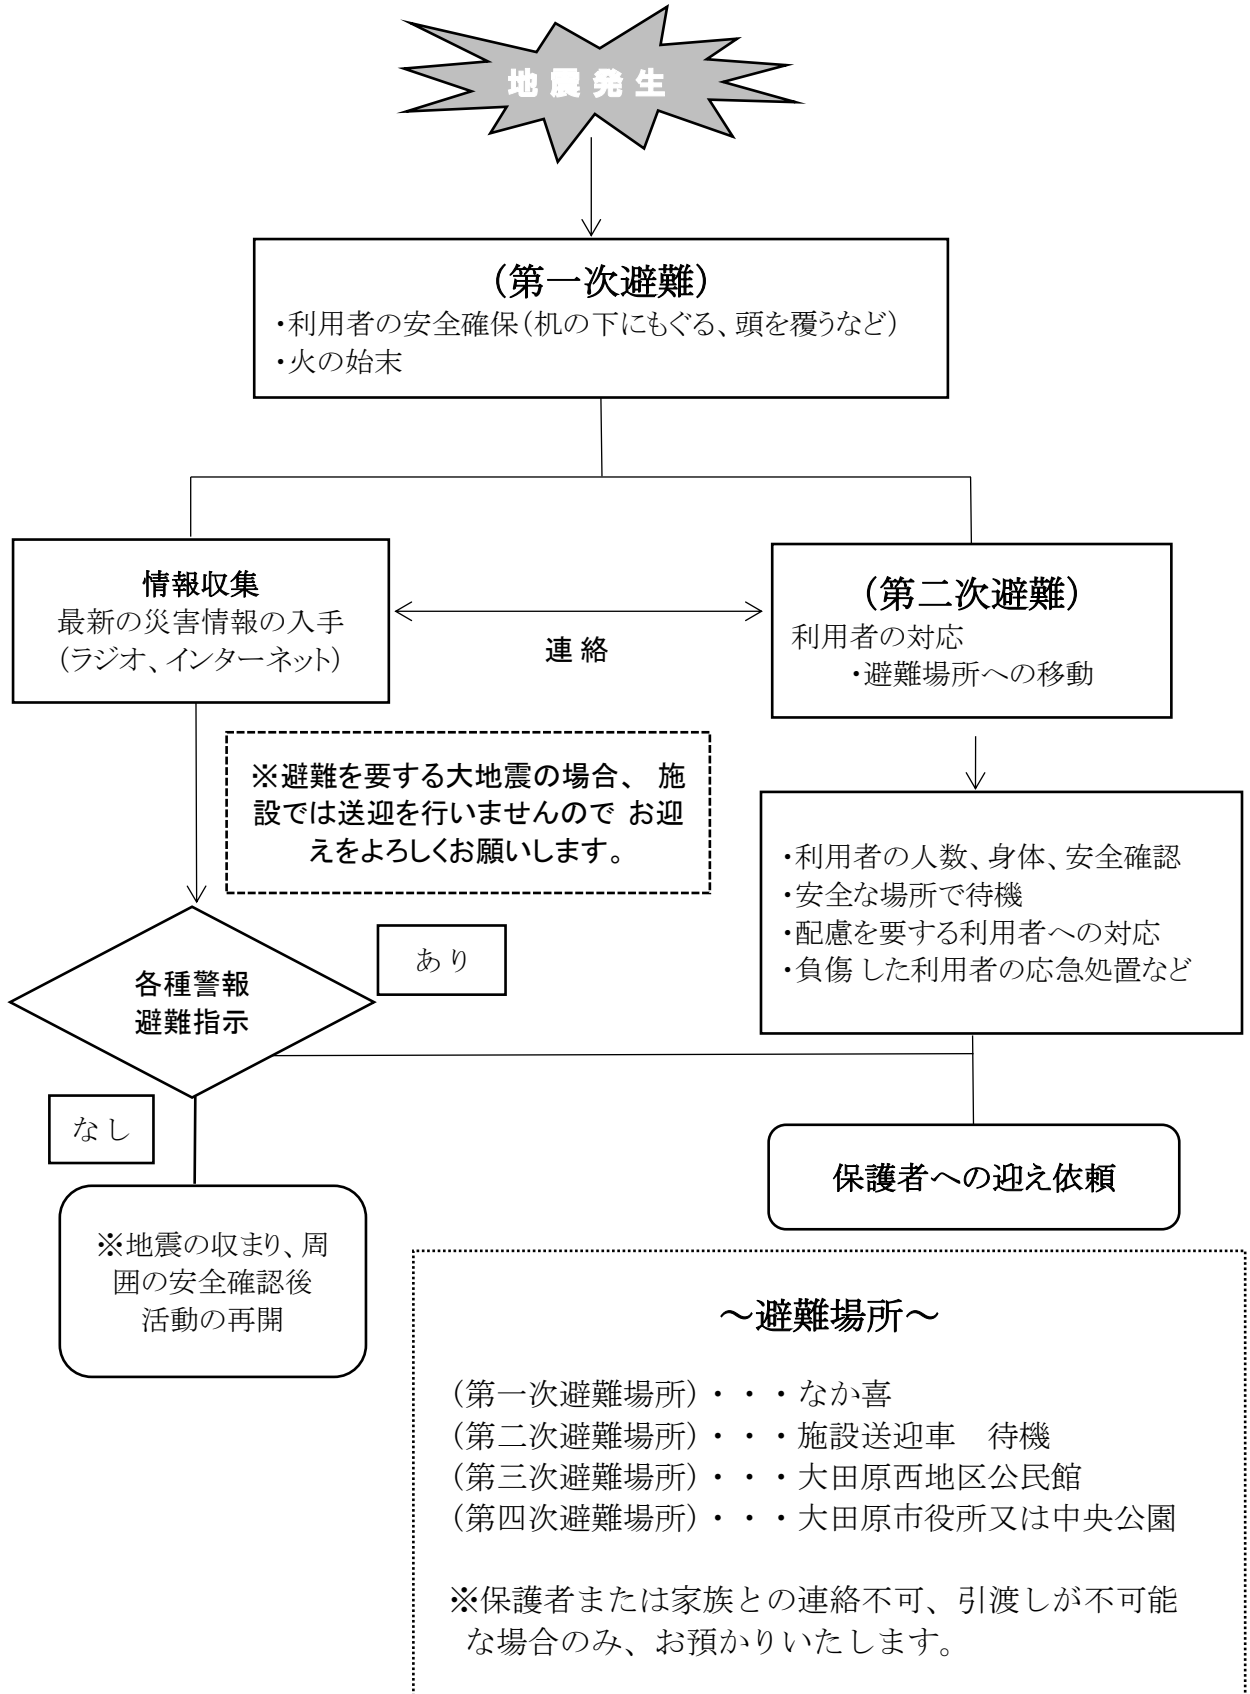 地震発生
(第一次避難)
・利用者の安全確保(机の下にもぐる、頭を覆うなど)
・火の始末
情報収集
最新の災害情報の入手
(ラジオ、インターネット)
連絡
(第二次避難)
利用者の対応
・避難場所への移動
※避難を要する大地震の場合、 施
設では送迎を行いませんので お迎
えをよろしくお願いします。
・利用者の人数、身体、安全確認
・安全な場所で待機
・配慮を要する利用者への対応
・負傷した利用者の応急処置など
あり
各種警報
避難指示
なし
保護者への迎え依頼
※地震の収まり、周
囲の安全確認後
活動の再開
～避難場所～
(第一次避難場所)・・・なか喜
(第二次避難場所)・・・施設送迎車　待機
(第三次避難場所)・・・大田原西地区公民館
(第四次避難場所)・・・大田原市役所又は中央公園
※保護者または家族との連絡不可、引渡しが不可能
な場合のみ、お預かりいたします。